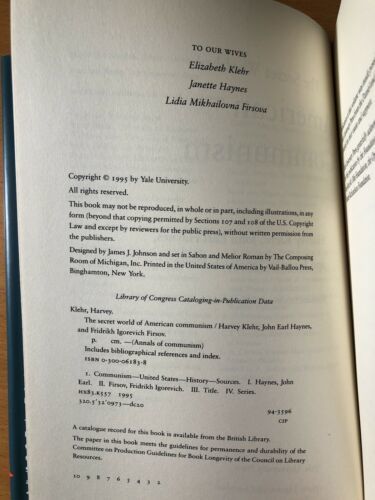 TO OUR WIVES
Elizabeth Klehr
Janette Haynes
Lidia Mikhailovna Firsova
Copyright © 1995 by Yale University.
All rights reserved.
This book may not be reproduced, in whole or in part, including illustrations, in any
form (beyond that copying permitted by Sections 107 and 108 of the U.S. Copyright
Law and except by reviewers for the public press), without written permission from
the publishers.
Designed by James J. Johnson and set in Sabon and Melior Roman by The Composing
Room of Michigan, Inc. Printed in the United States of America by Vail-Ballou Press,
Binghamton, New York.
Library of Congress Cataloging-in-Publication Data
Klehr, Harvey.
The secret world of American communism / Harvey Klehr, John Earl Haynes,
and Fridrikh Igorevich Firsov.
p. cm. —(Annals of communism)
Includes bibliographical references and index.
ISBN 0-300-06183-8
1. Communism—United States—History—Sources. I. Haynes, John
Earl. II. Firsov, Fridrikh Igorevich. III. Title. IV. Series.
HX83.K557 1995
320.5'32'0973—dc20 94-3596
CIP
A catalogue record for this book is available from the British Library.
The paper in this book meets the guidelines for permanence and durability of the
Committee on Production Guidelines for Book Longevity of the Council on Library
Resources.
10 9 8 7 6 5 4 3 2